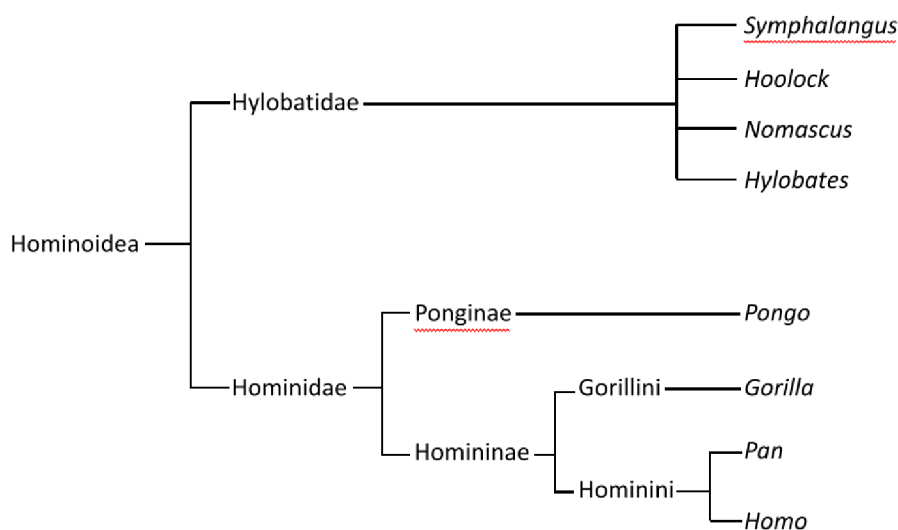 Symphalangus
Hoolock
Hylobatidae
Nomascus
Hylobates
Hominoidea
Ponginae
Pongo
Hominidae
Gorillini
Gorilla
Homininae
Pan
Hominini
Homo